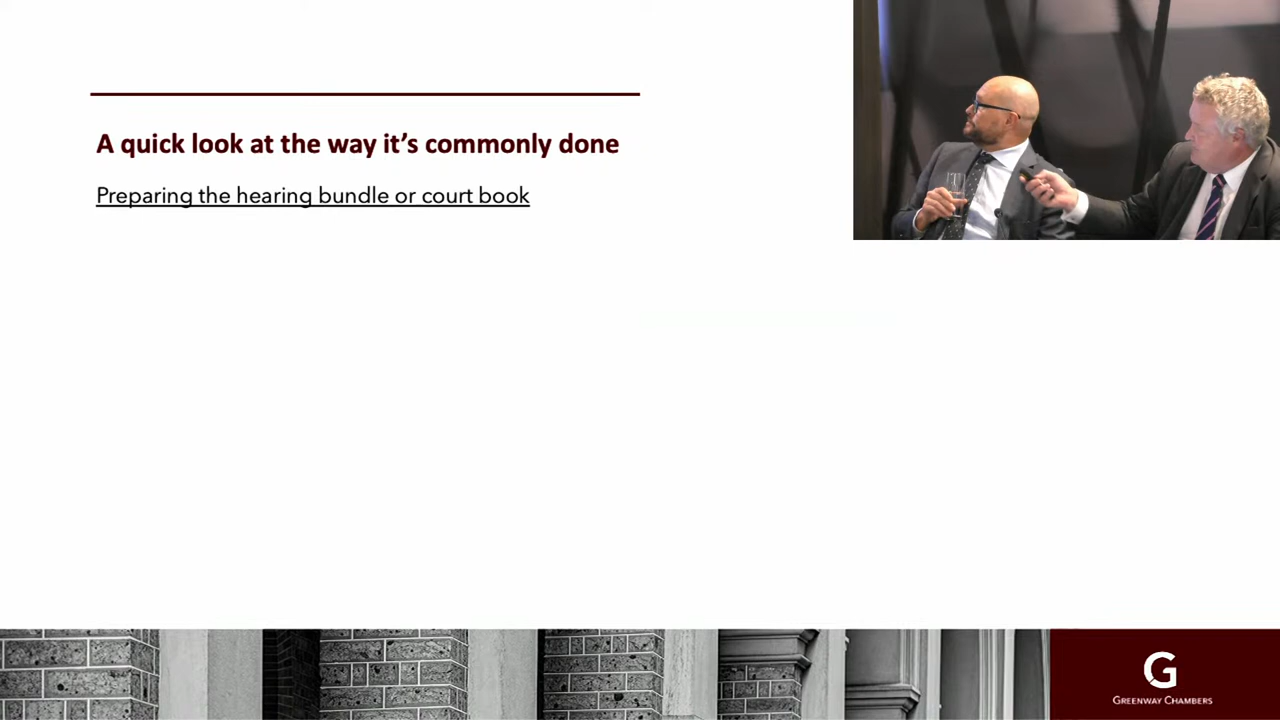 A quick look at the way it’s commonly done
Preparing the hearing bundle or court book
G
Greenway Chambers